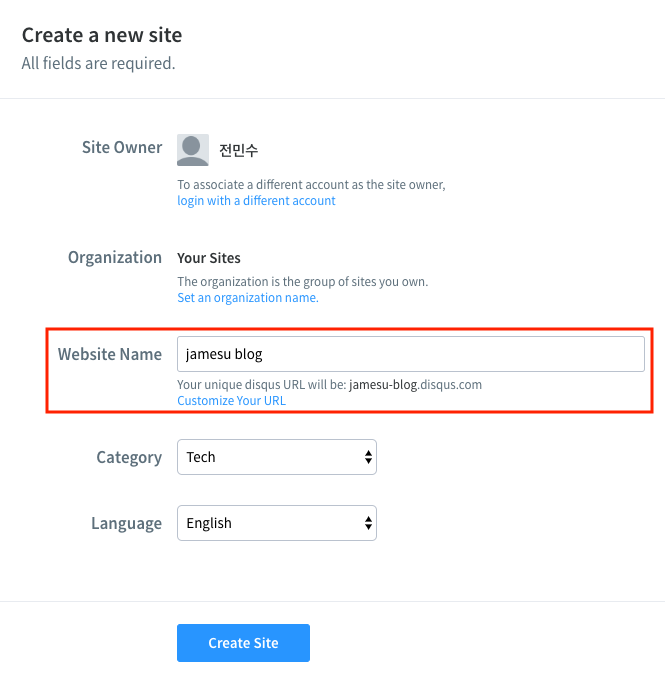 Create a new site
All fields are required.
Site Owner
전민수
To associate a different account as the site owner,
login with a different account
Organization
Your Sites
The organization is the group of sites you own.
Set an organization name.
Website Name
jamesu blog
Your unique disqus URL will be: jamesu-blog.disqus.com
Customize Your URL
Category
Tech
Language
English
Create Site